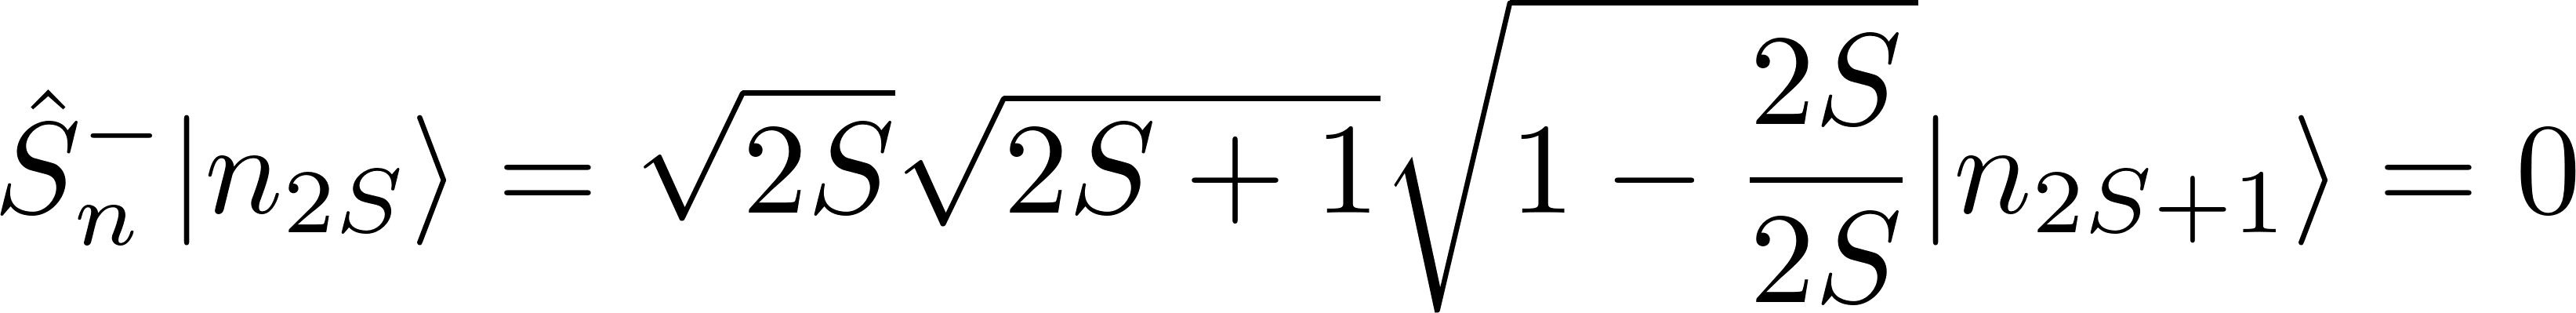 $\hat{S}_n^- |n_{2S}\rangle = \sqrt{2S}\sqrt{2S+1}\sqrt{1-\frac{2S}{2S}}|n_{2S+1}\rangle = 0$